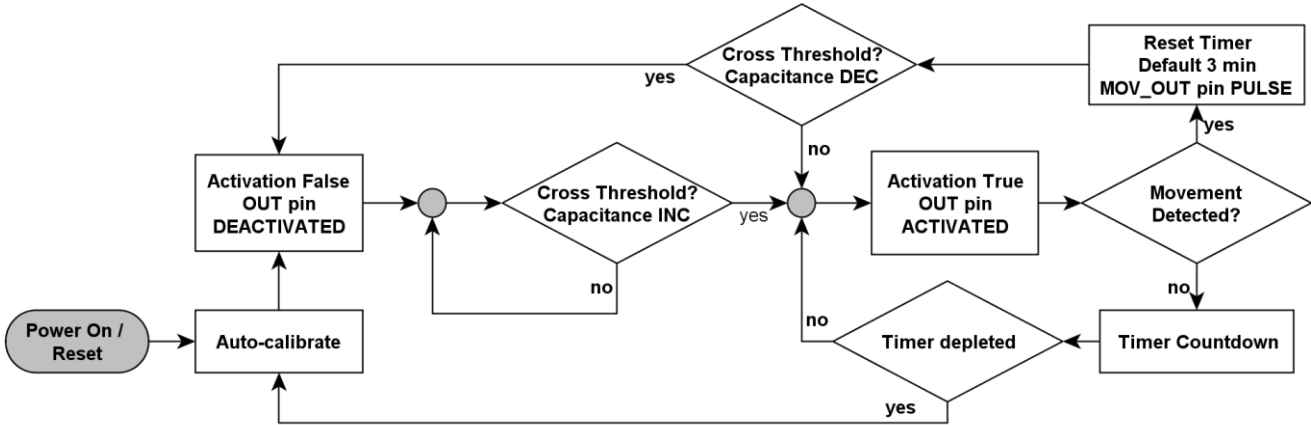 Cross Threshold?
Capacitance DEC
yes
no
Reset Timer
Default 3 min
MOV_OUT pin PULSE
yes
Activation False
OUT pin
DEACTIVATED
Cross Threshold?
Capacitance INC
yes
no
Activation True
OUT pin
ACTIVATED
Movement
Detected?
no
Power On /
Reset
Auto-calibrate
no
Timer depleted
yes
Timer Countdown